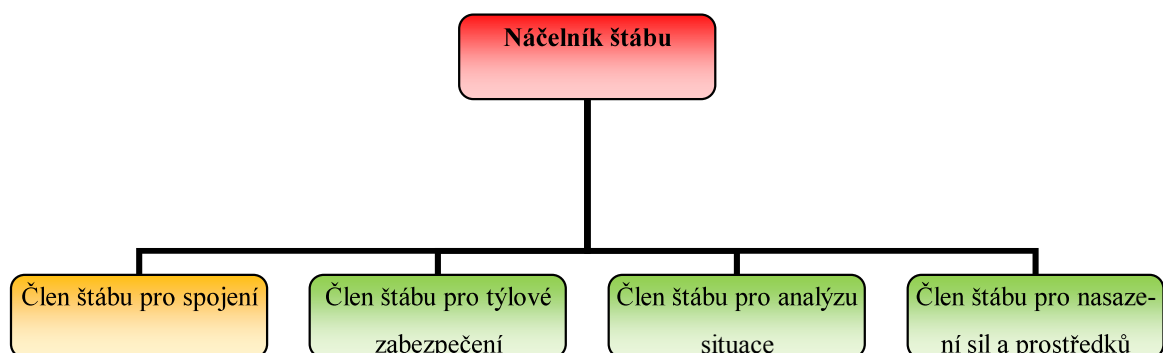 Náčelník štábu
Člen štábu pro spojení
Člen štábu pro týlové
zabezpečení
Člen štábu pro analýzu
situace
Člen štábu pro nasaze-
ní sil a prostředků